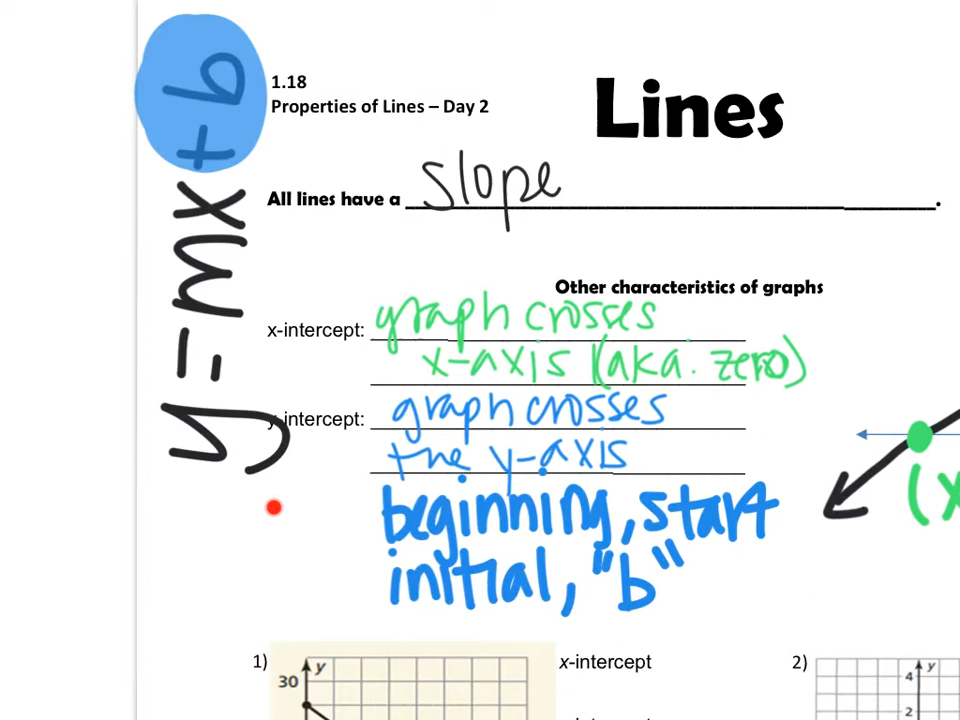 y = mx + b
1.18
Properties of Lines – Day 2
Lines
All lines have a slope.
Other characteristics of graphs
x-intercept: graph crosses
x-axis (aka: zero)
y-intercept: graph crosses
the y-axis
beginning, start
initial, "b"
(x
1)
y
30
x-intercept
2)
y
4
2